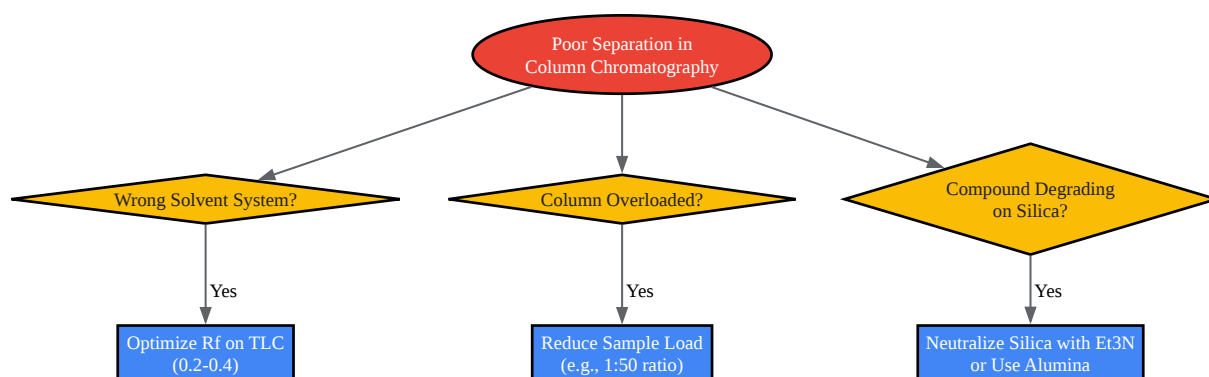 Poor Separation in
Column Chromatography
Wrong Solvent System?
Column Overloaded?
Compound Degrading
on Silica?
Yes
Yes
Yes
Optimize Rf on TLC
(0.2-0.4)
Reduce Sample Load
(e.g., 1:50 ratio)
Neutralize Silica with Et3N
or Use Alumina